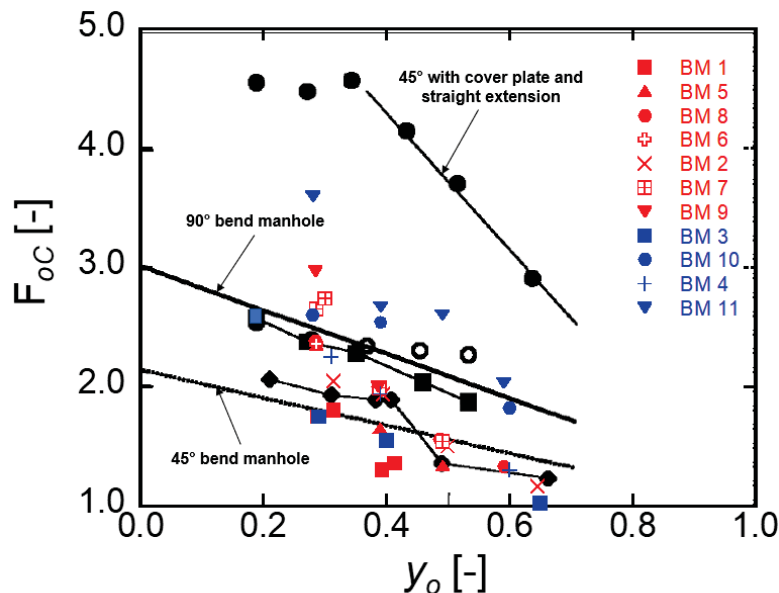 5.0
4.0
3.0
2.0
1.0
F_oC [-]
45° with cover plate and
straight extension
90° bend manhole
45° bend manhole
BM 1
BM 5
BM 8
BM 6
BM 2
BM 7
BM 9
BM 3
BM 10
BM 4
BM 11
0.0
0.2
0.4
0.6
0.8
1.0
y_o [-]